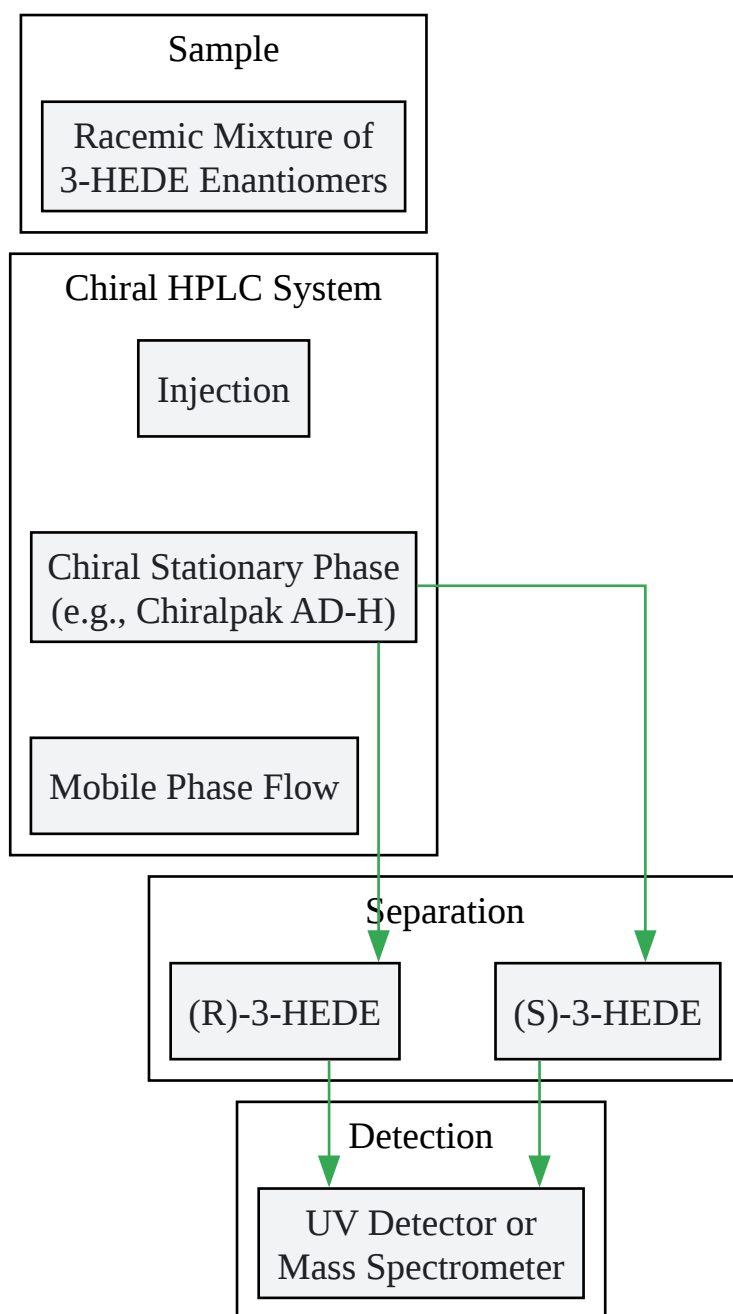 Sample
Racemic Mixture of
3-HEDE Enantiomers
Chiral HPLC System
Injection
Chiral Stationary Phase
(e.g., Chiralpak AD-H)
Mobile Phase Flow
Separation
(R)-3-HEDE
(S)-3-HEDE
Detection
UV Detector or
Mass Spectrometer